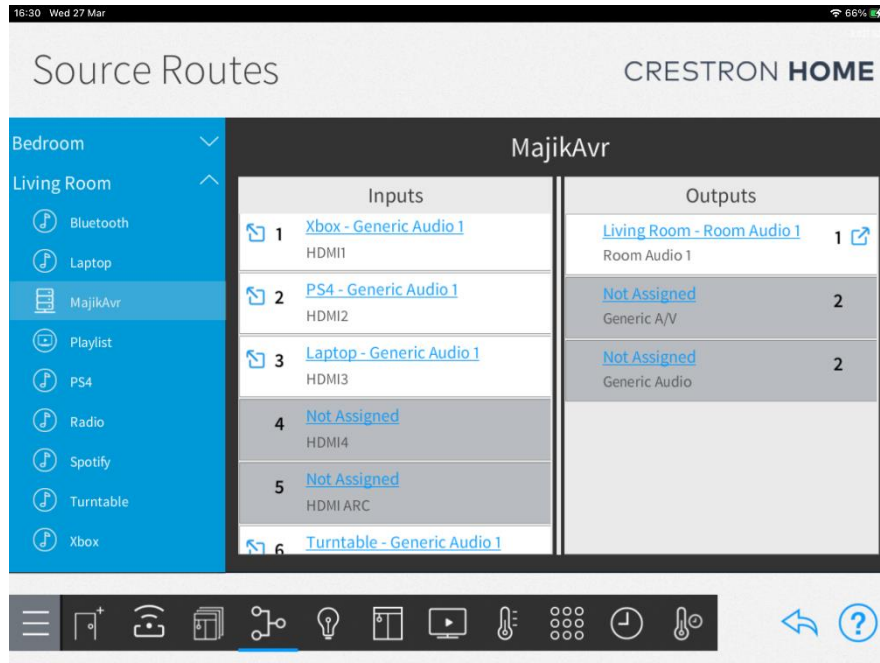 16:30 Wed 27 Mar
66%
Source Routes
CRESTRON HOME
Bedroom
Living Room
Bluetooth
Laptop
MajikAvr
Playlist
PS4
Radio
Spotify
Turntable
Xbox
MajikAvr
Inputs
1 Xbox - Generic Audio 1
HDMI1
2 PS4 - Generic Audio 1
HDMI2
3 Laptop - Generic Audio 1
HDMI3
4 Not Assigned
HDMI4
5 Not Assigned
HDMI ARC
6 Turntable - Generic Audio 1
Outputs
Living Room - Room Audio 1 1
Room Audio 1
Not Assigned 2
Generic A/V
Not Assigned 2
Generic Audio
?